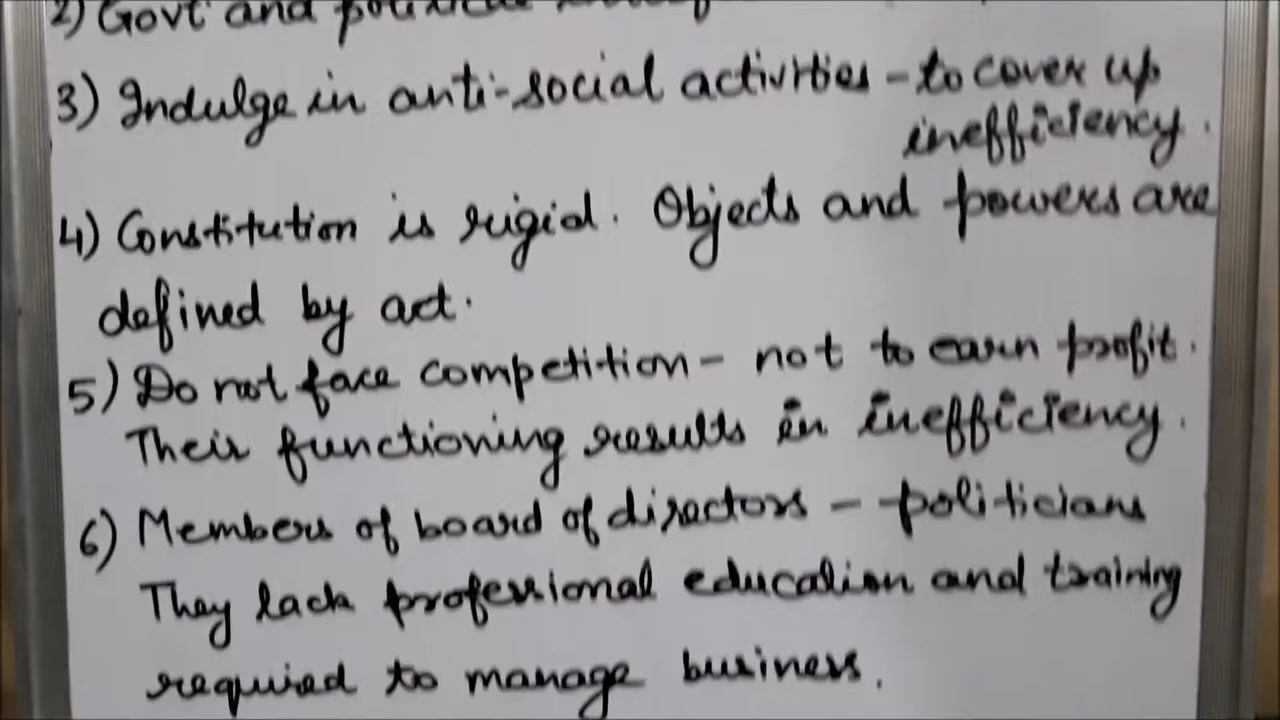 2) Govt and political
3) Indulge in anti-social activities - to cover up
inefficiency.
4) Constitution is rigid. Objects and powers are
defined by act.
5) Do not face competition - not to earn profit.
Their functioning results in inefficiency.
6) Members of board of directors - politicians
They lack professional education and training
required to manage business.